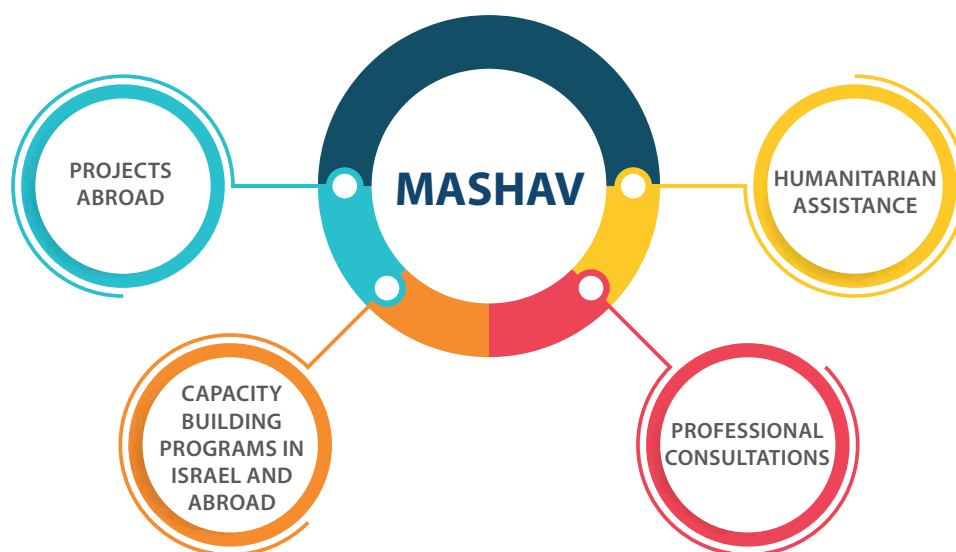 PROJECTS
ABROAD
MASHAV
HUMANITARIAN
ASSISTANCE
CAPACITY
BUILDING
PROGRAMS IN
ISRAEL AND
ABROAD
PROFESSIONAL
CONSULTATIONS